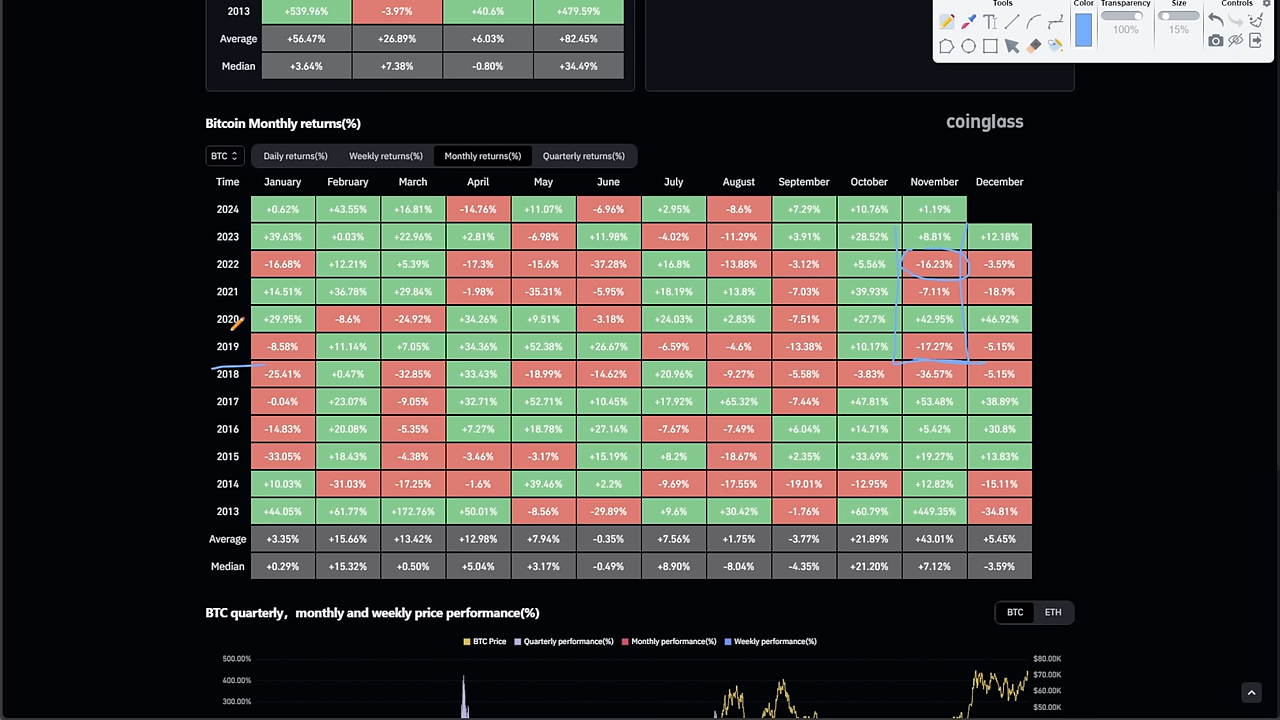 2013 +539.96% -3.97% +40.6% +479.59%
Average +56.47% +26.89% +6.03% +82.45%
Median +3.64% +7.38% -0.80% +34.49%
Tools Color Transparency Size Controls
100% 15%
Bitcoin Monthly returns(%)
coinglass
BTC Daily returns(%) Weekly returns(%) Monthly returns(%) Quarterly returns(%)
Time January February March April May June July August September October November December
2024 +0.62% +43.55% +16.81% -14.76% +11.07% -6.96% +2.95% -8.6% +7.29% +10.76% +1.19%
2023 +39.63% +0.03% +22.96% +2.81% -6.98% +11.98% -4.02% -11.29% +3.91% +28.52% +8.81% +12.18%
2022 -16.68% +12.21% +5.39% -17.3% -15.6% -37.28% +16.8% -13.88% -3.12% +5.56% -16.23% -3.59%
2021 +14.51% +36.78% +29.84% -1.98% -35.31% -5.95% +18.19% +13.8% -7.03% +39.93% -7.11% -18.9%
2020 +29.95% -8.6% -24.92% +34.26% +9.51% -3.18% +24.03% +2.83% -7.51% +27.7% +42.95% +46.92%
2019 -8.58% +11.14% +7.05% +34.36% +52.38% +26.67% -6.59% -4.6% -13.38% +10.17% -17.27% -5.15%
2018 -25.41% +0.47% -32.85% +33.43% -18.99% -14.62% +20.96% -9.27% -5.58% -3.83% -36.57% -5.15%
2017 -0.04% +23.07% -9.05% +32.71% +52.71% +10.45% +17.92% +65.32% -7.44% +47.81% +53.48% +38.89%
2016 -14.83% +20.08% -5.35% +7.27% +18.78% +27.14% -7.67% -7.49% +6.04% +14.71% +5.42% +30.8%
2015 -33.05% +18.43% -4.38% -3.46% -3.17% +15.19% +8.2% -18.67% +2.35% +33.49% +19.27% +13.83%
2014 +10.03% -31.03% -17.25% -1.6% +39.46% +2.2% -9.69% -17.55% -19.01% -12.95% +12.82% -15.11%
2013 +44.05% +61.77% +172.76% +50.01% -8.56% -29.89% +9.6% +30.42% -1.76% +60.79% +449.35% -34.81%
Average +3.35% +15.66% +13.42% +12.98% +7.94% -0.35% +7.56% +1.75% -3.77% +21.89% +43.01% +5.45%
Median +0.29% +15.32% +0.50% +5.04% +3.17% -0.49% +8.90% -8.04% -4.35% +21.20% +7.12% -3.59%
BTC quarterly，monthly and weekly price performance(%)
BTC ETH
BTC Price Quarterly performance(%) Monthly performance(%) Weekly performance(%)
500.00% $80.00K
400.00% $70.00K
$60.00K
300.00% $50.00K